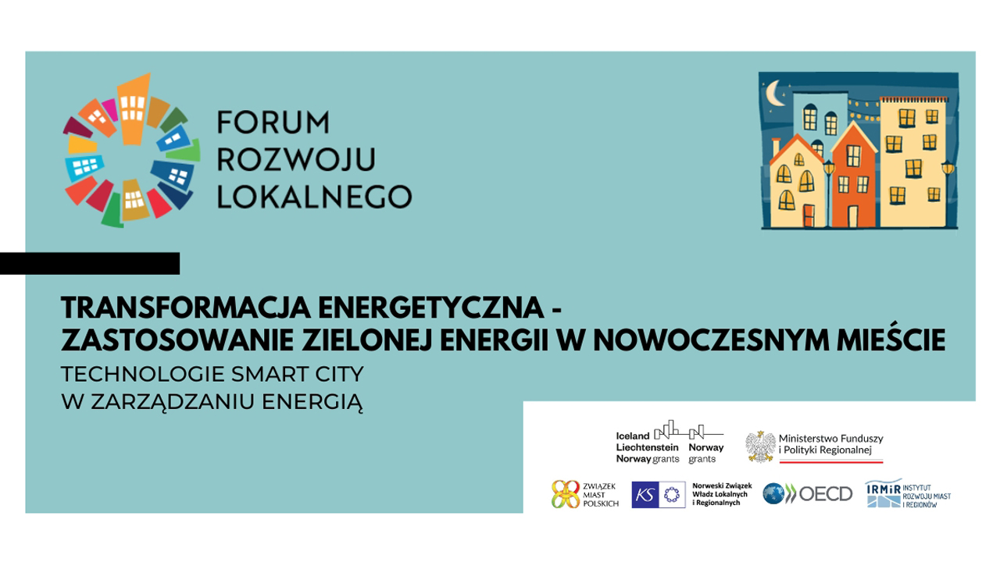 FORUM
ROZWOJU
LOKALNEGO
TRANSFORMACJA ENERGETYCZNA -
ZASTOSOWANIE ZIELONEJ ENERGII W NOWOCZESNYM MIEŚCIE
TECHNOLOGIE SMART CITY
W ZARZĄDZANIU ENERGIĄ
Iceland
Liechtenstein
Norway grants
Norway
grants
Ministerstwo Funduszy
i Polityki Regionalnej
ZWIĄZEK
MIAST
POLSKICH
KS
Norweski Związek
Władz Lokalnych
i Regionalnych
OECD
IRMiR
INSTYTUT
ROZWOJU MIAST
I REGIONÓW